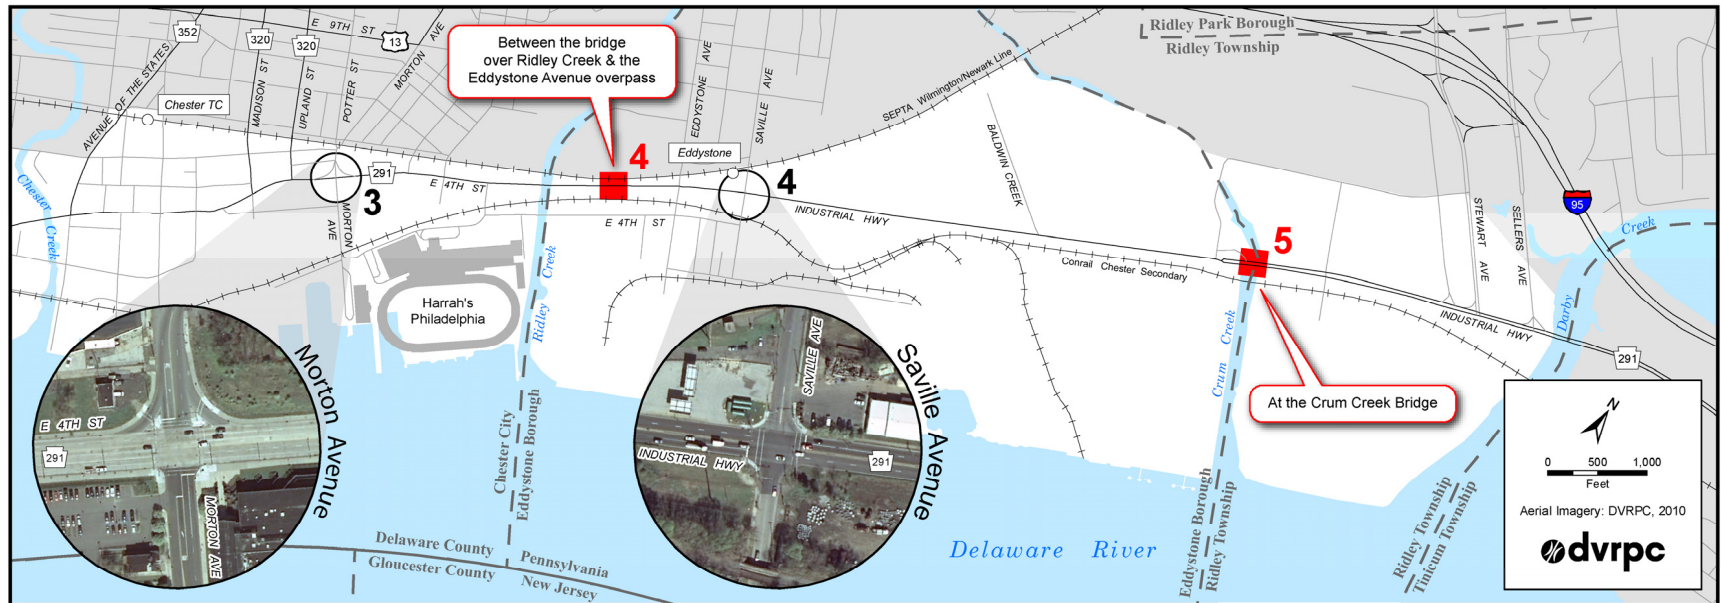 352
E 9TH ST
320
320
13
MORTON AVE
AVENUE OF THE STATES
MADISON ST
UPLAND ST
POTTER ST
Chester TC
Between the bridge
over Ridley Creek & the
Eddystone Avenue overpass
EDDYSTONE AVE
SAVILLE AVE
SEPTA Wilmington/Newark Line
Ridley Park Borough
Ridley Township
BALDWIN CREEK
Eddystone
4
4
3
291
E 4TH ST
E 4TH ST
MORTON AVE
INDUSTRIAL HWY
Conrail Chester Secondary
5
STEWART AVE
SELLERS AVE
95
Creek
Darby
INDUSTRIAL HWY
291
Chester Creek
Ridley Creek
Crum Creek
Harrah's
Philadelphia
At the Crum Creek Bridge
E 4TH ST
291
MORTON AVE
Morton Avenue
SAVILLE AVE
INDUSTRIAL HWY
291
Saville Avenue
Chester City
Eddystone Borough
Delaware County
Gloucester County
Pennsylvania
New Jersey
Delaware River
Eddystone Borough
Ridley Township
Ridley Township
Tinicum Township
N
0 500 1,000
Feet
Aerial Imagery: DVRPC, 2010
dvrpc